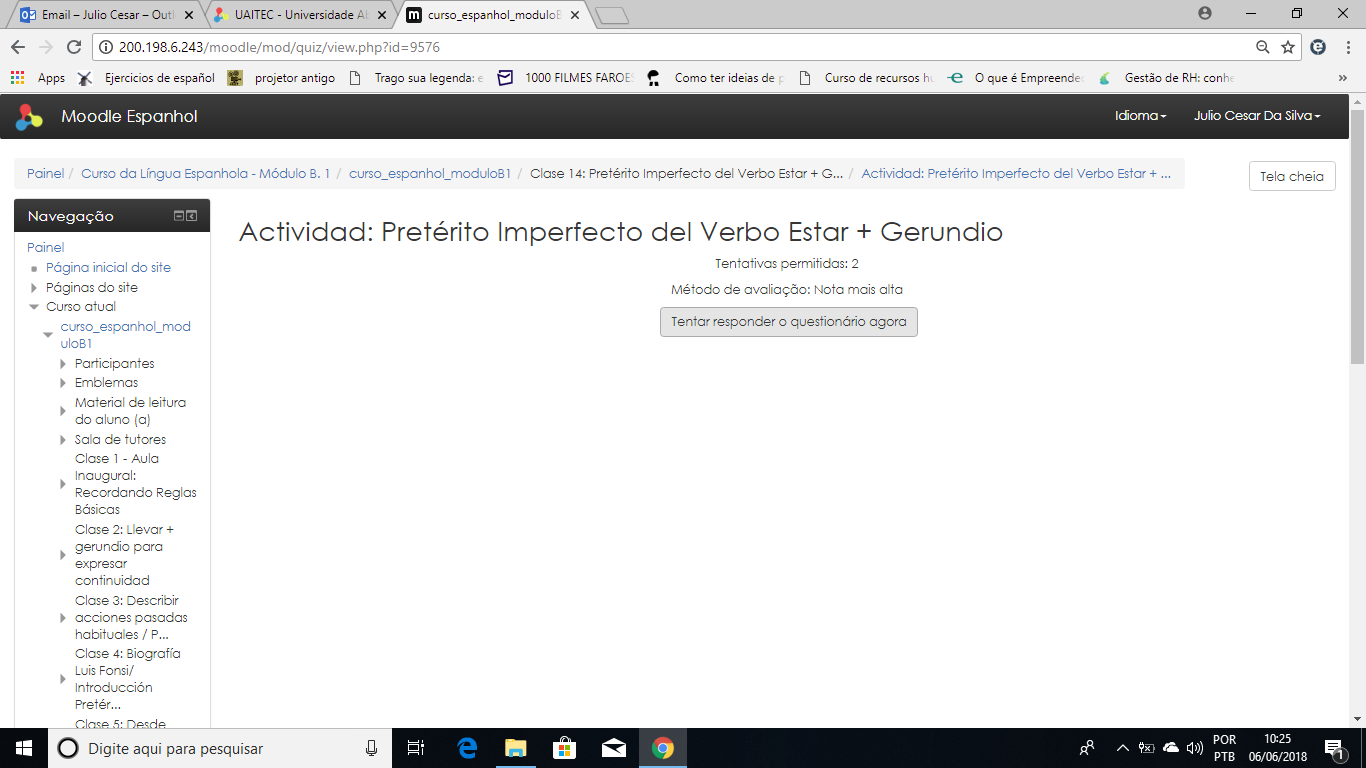 Email – Julio Cesar – Outl
UAITEC - Universidade Ab
curso_espanhol_moduloB
200.198.6.243/moodle/mod/quiz/view.php?id=9576
Apps
Ejercicios de español
projetor antigo
Trago sua legenda: e
1000 FILMES FAROES
Como ter ideias de p
Curso de recursos hu
O que é Empreende
Gestão de RH: conhe
»
Moodle Espanhol
Idioma
Julio Cesar Da Silva
Painel / Curso da Língua Espanhola - Módulo B. 1 / curso_espanhol_moduloB1 / Clase 14: Pretérito Imperfecto del Verbo Estar + G... / Actividad: Pretérito Imperfecto del Verbo Estar + ...
Tela cheia
Navegação
Painel
Página inicial do site
Páginas do site
Curso atual
curso_espanhol_mod
uloB1
Participantes
Emblemas
Material de leitura
do aluno (a)
Sala de tutores
Clase 1 - Aula
Inaugural:
Recordando Reglas
Básicas
Clase 2: Llevar +
gerundio para
expresar
continuidad
Clase 3: Describir
acciones pasadas
habituales / P...
Clase 4: Biografía
Luis Fonsi/
Introducción
Pretér...
Clase 5: Desde
Actividad: Pretérito Imperfecto del Verbo Estar + Gerundio
Tentativas permitidas: 2
Método de avaliação: Nota mais alta
Tentar responder o questionário agora
Digite aqui para pesquisar
POR
PTB
10:25
06/06/2018
1